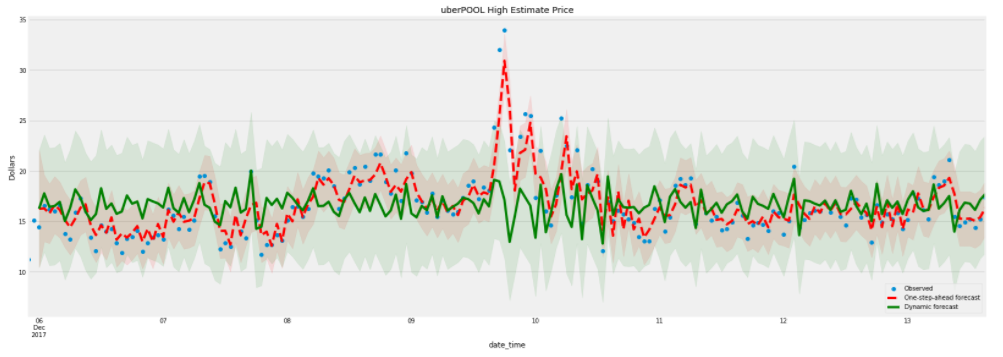 uberPOOL High Estimate Price
35
30
25
20
15
10
Dollars
06
Dec
2017
07
08
09
10
11
12
13
date_time
Observed
One-step-ahead forecast
Dynamic forecast